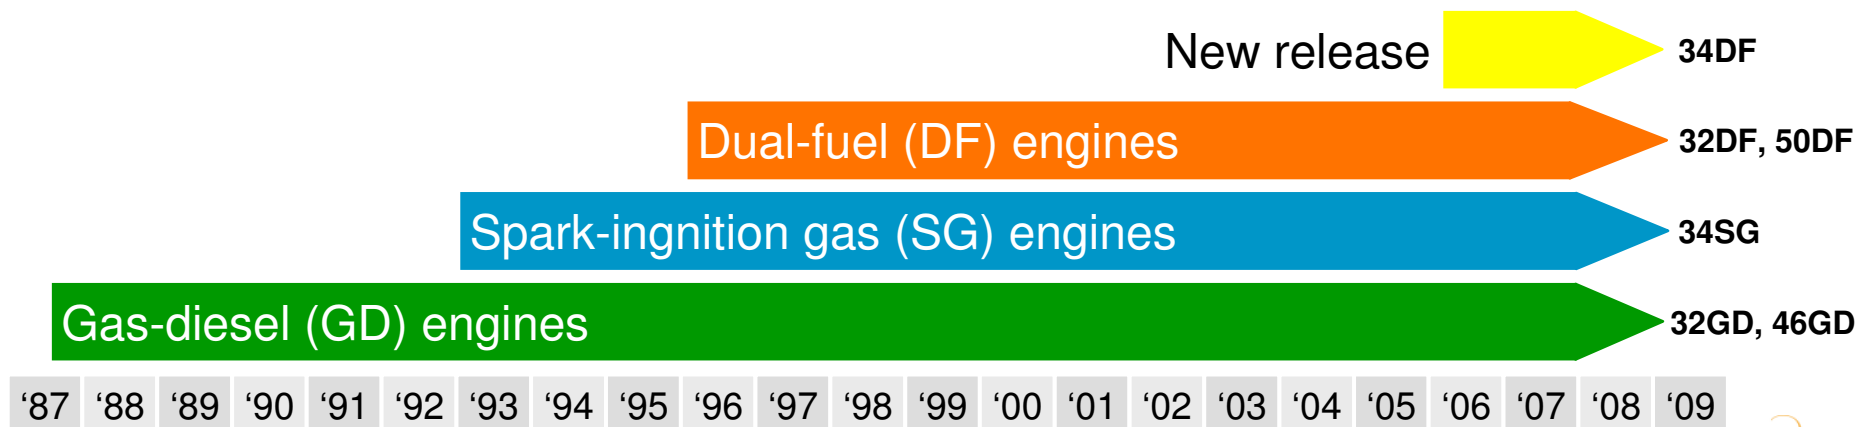 New release 34DF
Dual-fuel (DF) engines 32DF, 50DF
Spark-ingnition gas (SG) engines 34SG
Gas-diesel (GD) engines 32GD, 46GD
‘87 ‘88 ‘89 ‘90 ‘91 ‘92 ‘93 ‘94 ‘95 ‘96 ‘97 ‘98 ‘99 ‘00 ‘01 ‘02 ‘03 ‘04 ‘05 ‘06 ‘07 ‘08 ‘09